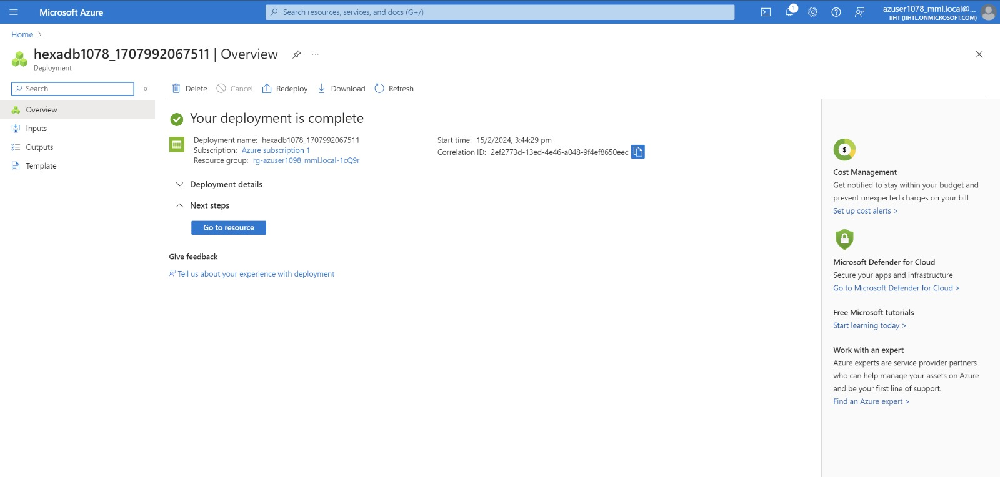 Microsoft Azure
Search resources, services, and docs (G+/)
1
azuser1078_mml.local@...
IIHT (IIHTL.ONMICROSOFT.COM)
Home >
hexadb1078_1707992067511 | Overview
...
Deployment
Search
«
Delete
Cancel
Redeploy
Download
Refresh
Overview
Inputs
Outputs
Template
Your deployment is complete
Deployment name: hexadb1078_1707992067511
Subscription: Azure subscription 1
Resource group: rg-azuser1098_mml.local-1cQ9r
Start time: 15/2/2024, 3:44:29 pm
Correlation ID: 2ef2773d-13ed-4e46-a048-9f4ef8650eec
Deployment details
Next steps
Go to resource
Give feedback
Tell us about your experience with deployment
$
Cost Management
Get notified to stay within your budget and
prevent unexpected charges on your bill.
Set up cost alerts >
Microsoft Defender for Cloud
Secure your apps and infrastructure
Go to Microsoft Defender for Cloud >
Free Microsoft tutorials
Start learning today >
Work with an expert
Azure experts are service provider partners
who can help manage your assets on Azure
and be your first line of support.
Find an Azure expert >